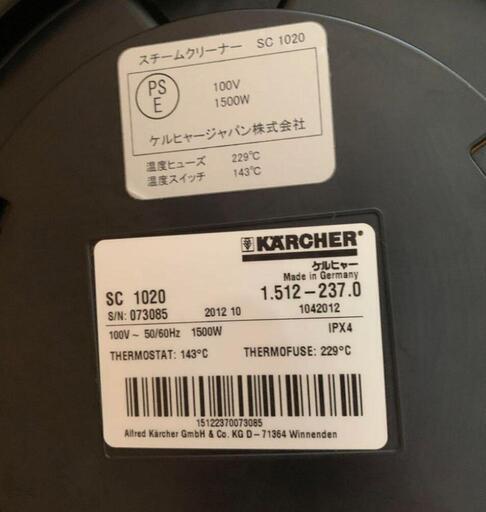 スチームクリーナー SC 1020
PS
E
100V
1500W
ケルヒャージャパン株式会社
温度ヒューズ 229℃
温度スイッチ 143℃
KÄRCHER
ケルヒャー
Made in Germany
SC 1020
1.512-237.0
S/N: 073085 2012 10 1042012
100V~ 50/60Hz 1500W IPX4
THERMOSTAT: 143°C THERMOFUSE: 229°C
15122370073085
Alfred Kärcher GmbH & Co. KG D-71364 Winnenden